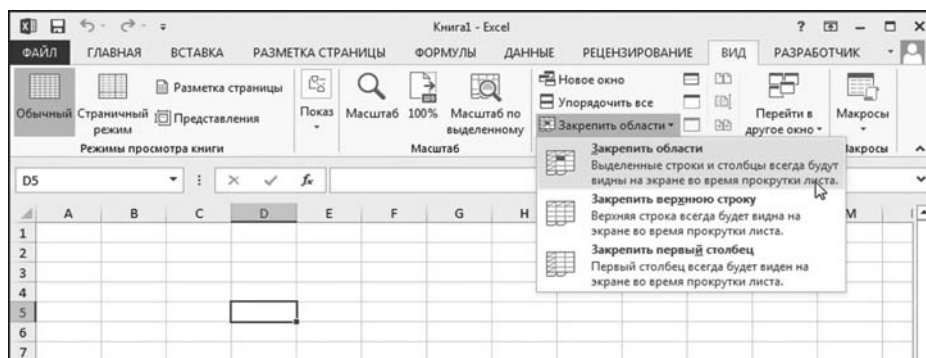 Книга1 - Excel
?
ФАЙЛ ГЛАВНАЯ ВСТАВКА РАЗМЕТКА СТРАНИЦЫ ФОРМУЛЫ ДАННЫЕ РЕЦЕНЗИРОВАНИЕ ВИД РАЗРАБОТЧИК
Обычный
Страничный
режим
Разметка страницы
Представления
Режимы просмотра книги
Показ
Масштаб
100%
Масштаб по
выделенному
Масштаб
Новое окно
Упорядочить все
Закрепить области
Перейти в
другое окно
Макросы
Макросы
Закрепить области
Выделенные строки и столбцы всегда будут
видны на экране во время прокрутки листа.
Закрепить верхнюю строку
Верхняя строка всегда будет видна на
экране во время прокрутки листа.
Закрепить первый столбец
Первый столбец всегда будет виден на
экране во время прокрутки листа.
D5
fx
A B C D E F G H M
1
2
3
4
5
6
7